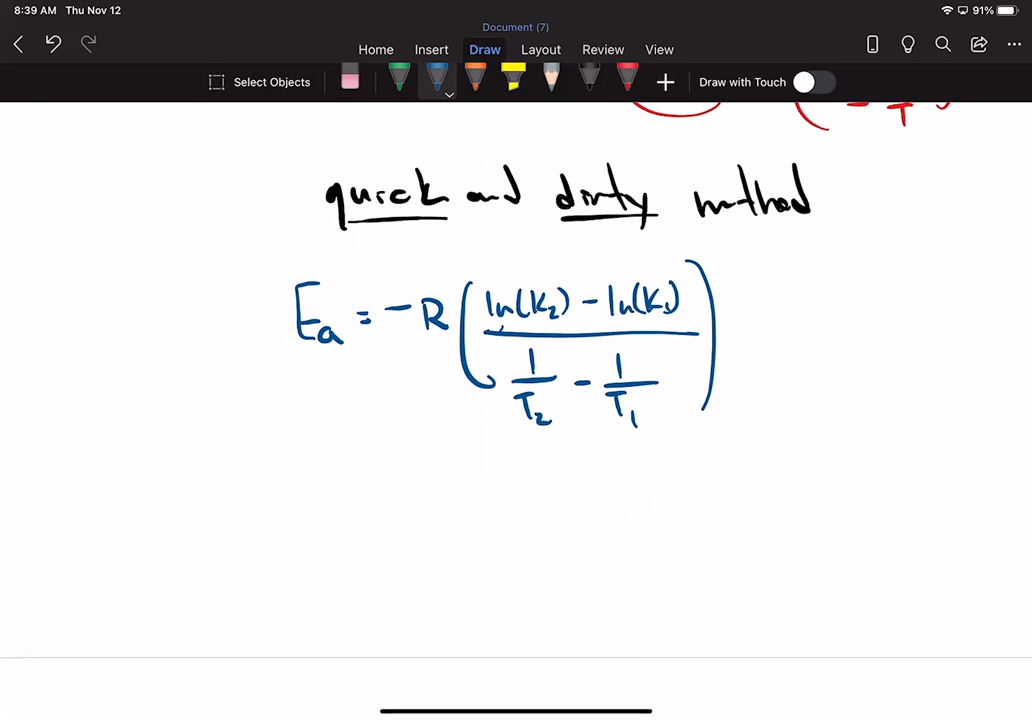 8:39 AM Thu Nov 12
91%
Document (7)
Home Insert Draw Layout Review View
Select Objects
Draw with Touch
T
quick and dirty method
Ea = -R ( (ln(k2) - ln(k1)) / (1/T2 - 1/T1) )